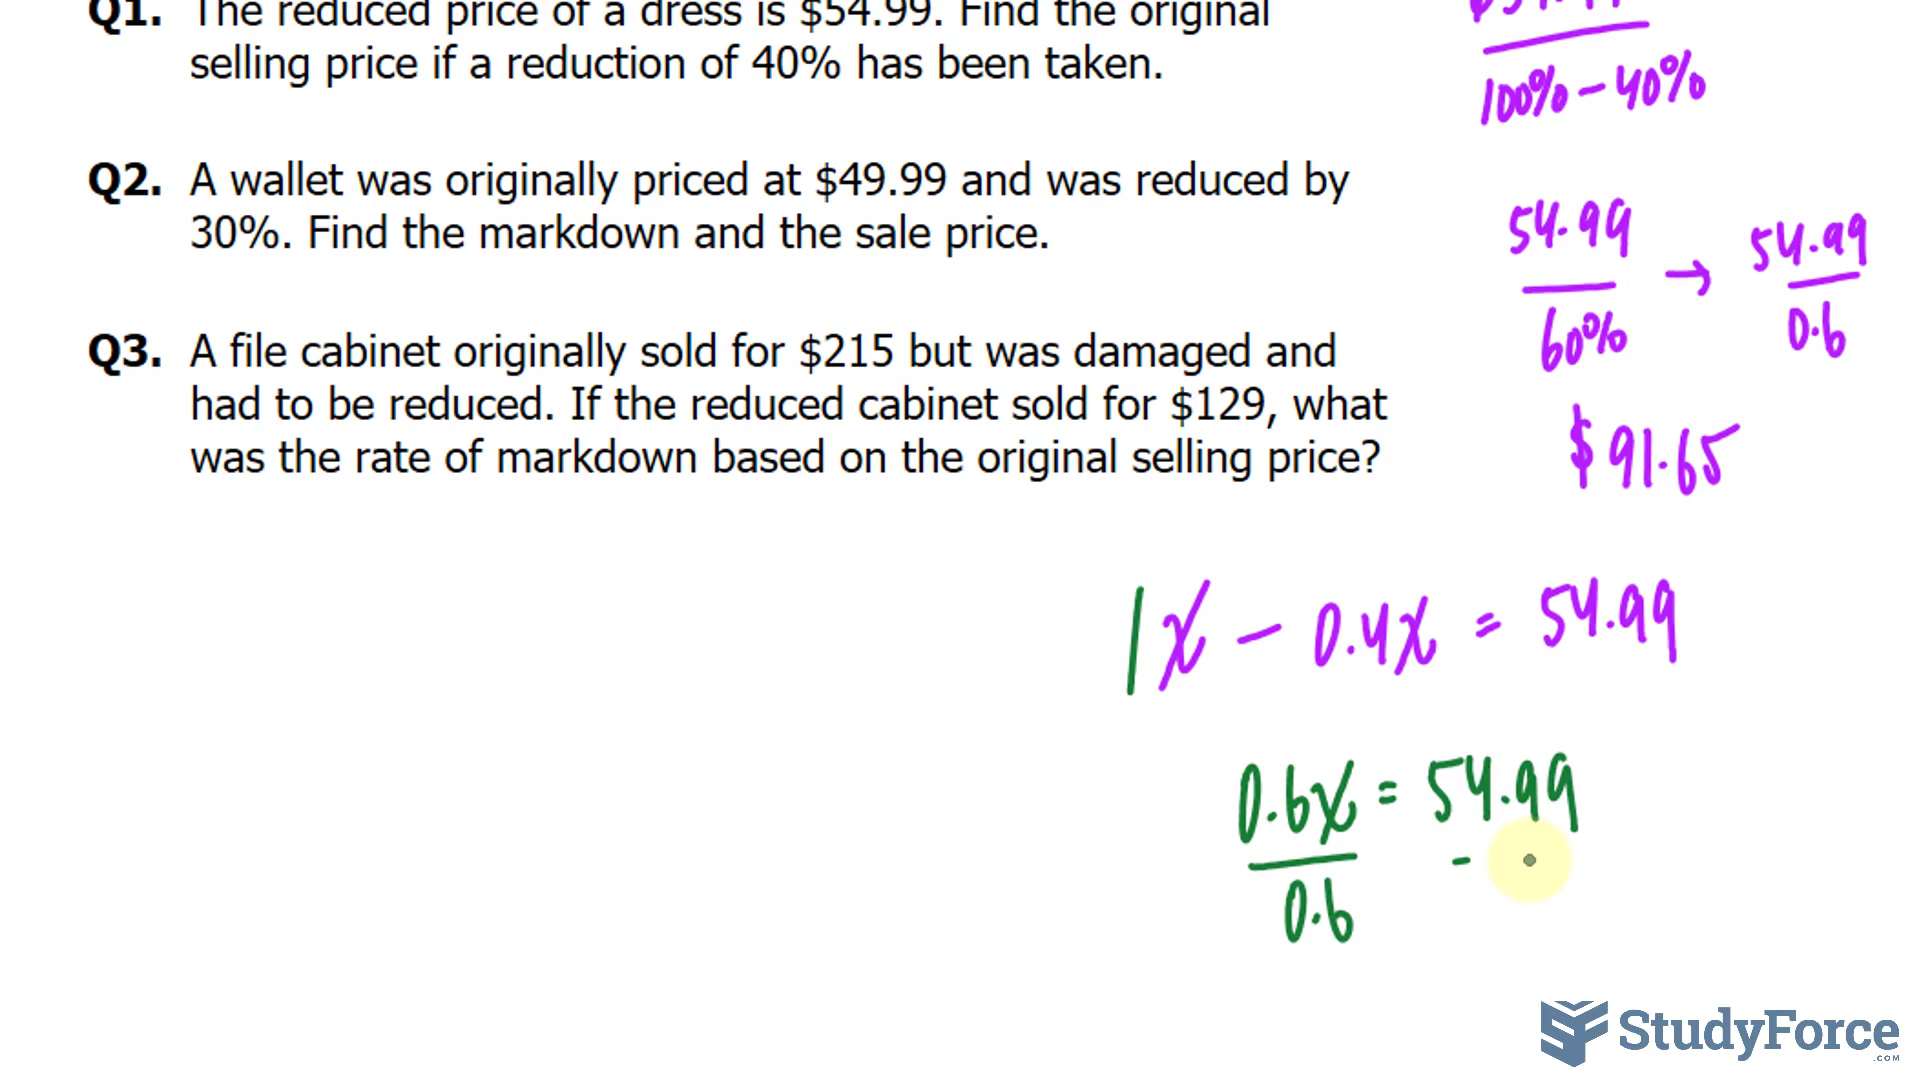 Q1. The reduced price of a dress is $54.99. Find the original
selling price if a reduction of 40% has been taken.
Q2. A wallet was originally priced at $49.99 and was reduced by
30%. Find the markdown and the sale price.
Q3. A file cabinet originally sold for $215 but was damaged and
had to be reduced. If the reduced cabinet sold for $129, what
was the rate of markdown based on the original selling price?
100% - 40%
54.99 → 54.99
60% 0.6
$91.65
1x - 0.4x = 54.99
0.6x = 54.99
0.6
StudyForce
.COM